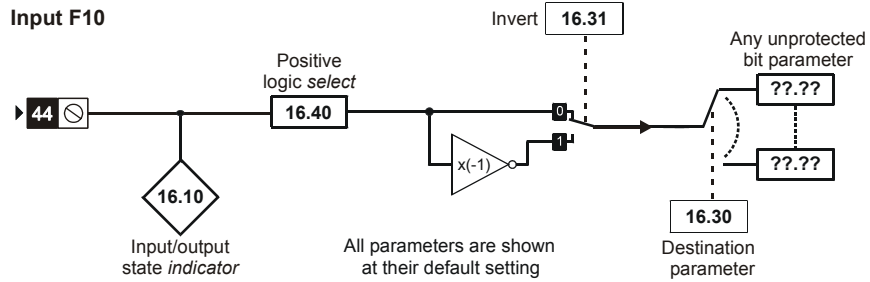 Input F10
Invert
16.31
Any unprotected
bit parameter
Positive
logic select
44
16.40
0
1
??.??
x(-1)
??.??
16.10
16.30
Input/output
state indicator
All parameters are shown
at their default setting
Destination
parameter